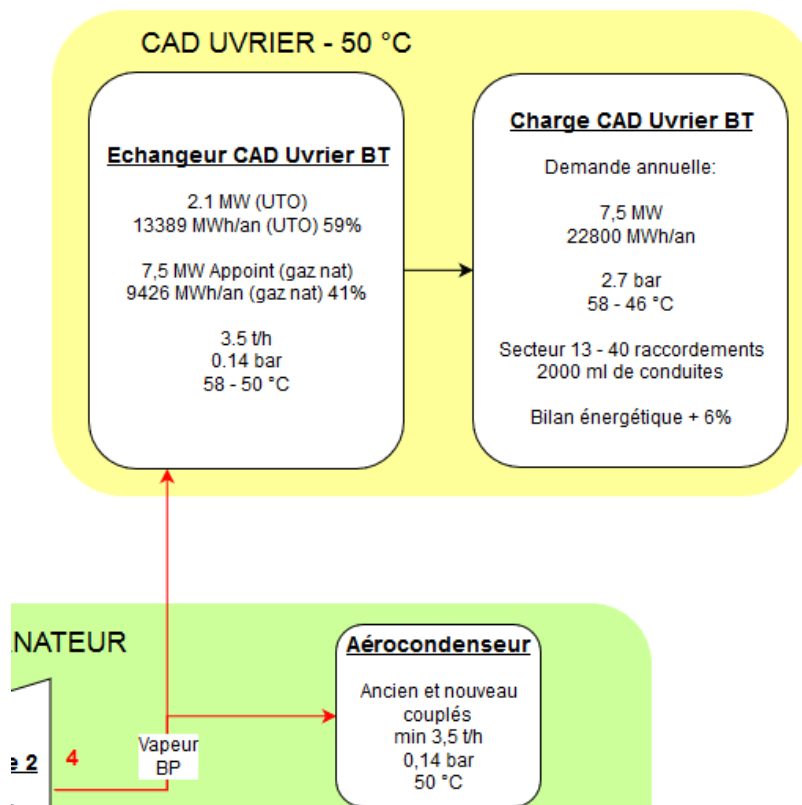 CAD UVRIER - 50 °C
Echangeur CAD Uvrier BT
2.1 MW (UTO)
13389 MWh/an (UTO) 59%
7,5 MW Appoint (gaz nat)
9426 MWh/an (gaz nat) 41%
3.5 t/h
0.14 bar
58 - 50 °C
Charge CAD Uvrier BT
Demande annuelle:
7,5 MW
22800 MWh/an
2.7 bar
58 - 46 °C
Secteur 13 - 40 raccordements
2000 ml de conduites
Bilan énergétique + 6%
NATEUR
e 2
4
Vapeur
BP
Aérocondenseur
Ancien et nouveau
couplés
min 3,5 t/h
0,14 bar
50 °C